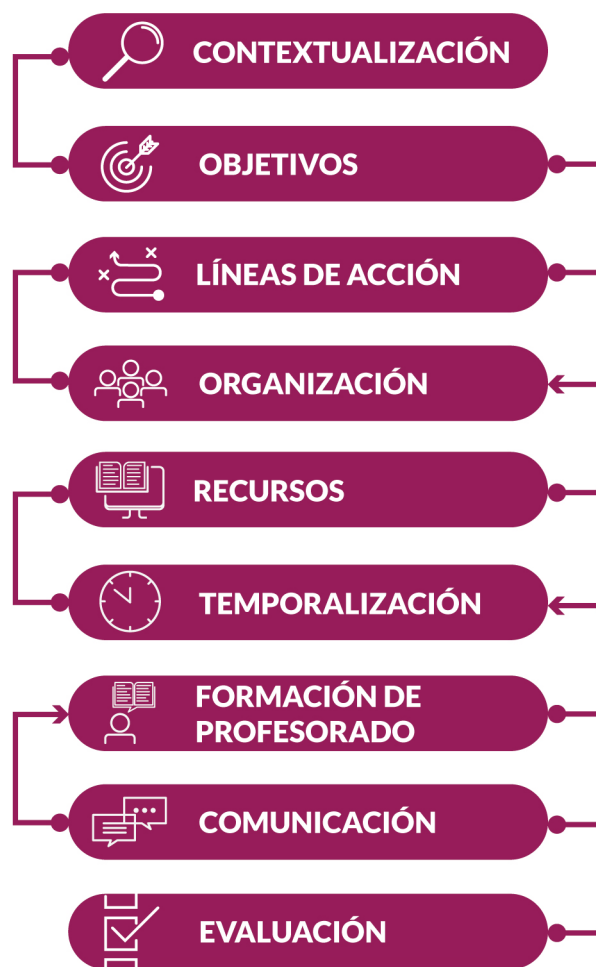 CONTEXTUALIZACIÓN
OBJETIVOS
LÍNEAS DE ACCIÓN
ORGANIZACIÓN
RECURSOS
TEMPORALIZACIÓN
FORMACIÓN DE
PROFESORADO
COMUNICACIÓN
EVALUACIÓN